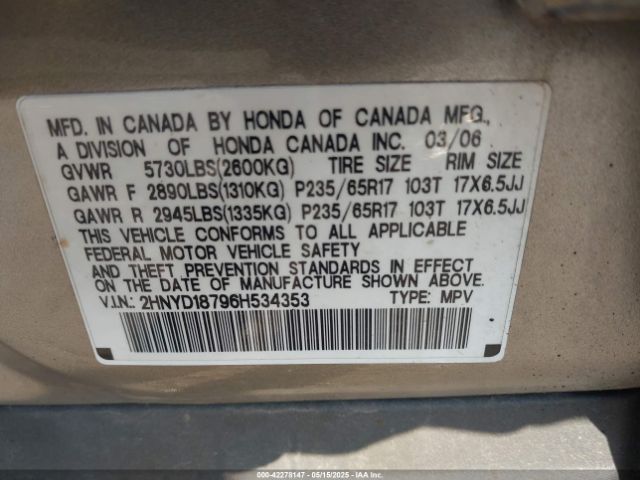 MFD. IN CANADA BY HONDA OF CANADA MFG.,
A DIVISION OF HONDA CANADA INC. 03/06
GVWR 5730LBS(2600KG) TIRE SIZE RIM SIZE
GAWR F 2890LBS(1310KG) P235/65R17 103T 17X6.5JJ
GAWR R 2945LBS(1335KG) P235/65R17 103T 17X6.5JJ
THIS VEHICLE CONFORMS TO ALL APPLICABLE
FEDERAL MOTOR VEHICLE SAFETY
AND THEFT PREVENTION STANDARDS IN EFFECT
ON THE DATE OF MANUFACTURE SHOWN ABOVE.
V.I.N.: 2HNYD18796H534353 TYPE: MPV
000-42278147 - 05/15/2025 - IAAI.COM